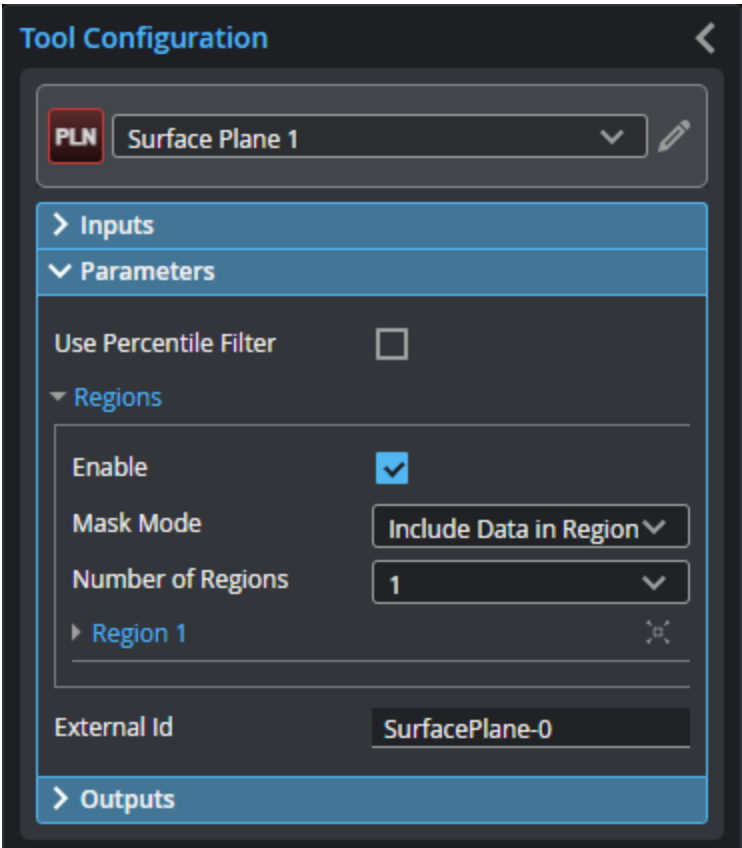 Tool Configuration
PLN Surface Plane 1
Inputs
Parameters
Use Percentile Filter
Regions
Enable
Mask Mode Include Data in Region
Number of Regions 1
Region 1
External Id SurfacePlane-0
Outputs